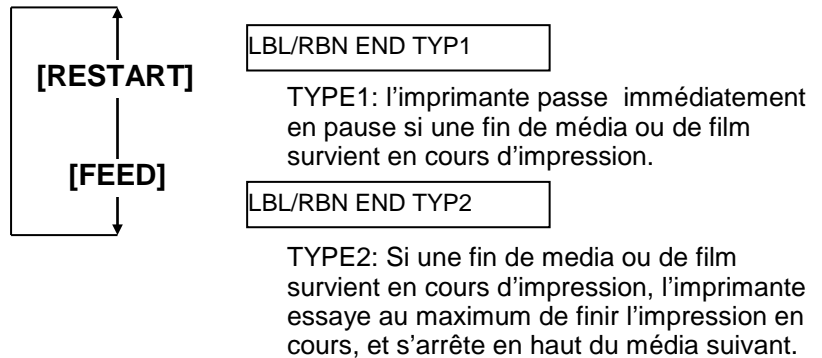 [RESTART]
[FEED]
LBL/RBN END TYP1
TYPE1: l'imprimante passe immédiatement
en pause si une fin de média ou de film
survient en cours d'impression.
LBL/RBN END TYP2
TYPE2: Si une fin de media ou de film
survient en cours d'impression, l'imprimante
essaye au maximum de finir l'impression en
cours, et s'arrête en haut du média suivant.